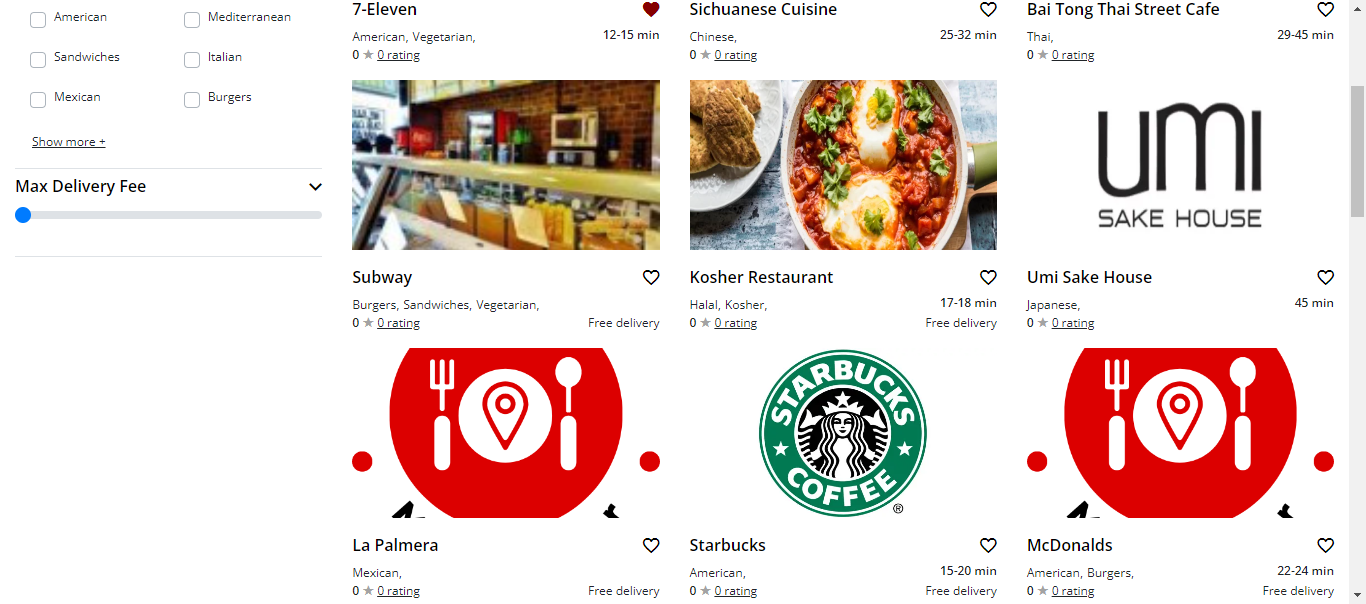 American
Mediterranean
Sandwiches
Italian
Mexican
Burgers
Show more +
Max Delivery Fee
7-Eleven
American, Vegetarian,
12-15 min
0 ★ 0 rating
Sichuanese Cuisine
Chinese,
25-32 min
0 ★ 0 rating
Bai Tong Thai Street Cafe
Thai,
29-45 min
0 ★ 0 rating
Subway
Burgers, Sandwiches, Vegetarian,
0 ★ 0 rating
Free delivery
Kosher Restaurant
Halal, Kosher,
17-18 min
0 ★ 0 rating
Free delivery
umi
SAKE HOUSE
Umi Sake House
Japanese,
45 min
0 ★ 0 rating
La Palmera
Mexican,
0 ★ 0 rating
Free delivery
STARBUCKS
COFFEE
®
Starbucks
American,
15-20 min
0 ★ 0 rating
Free delivery
McDonalds
American, Burgers,
22-24 min
0 ★ 0 rating
Free delivery